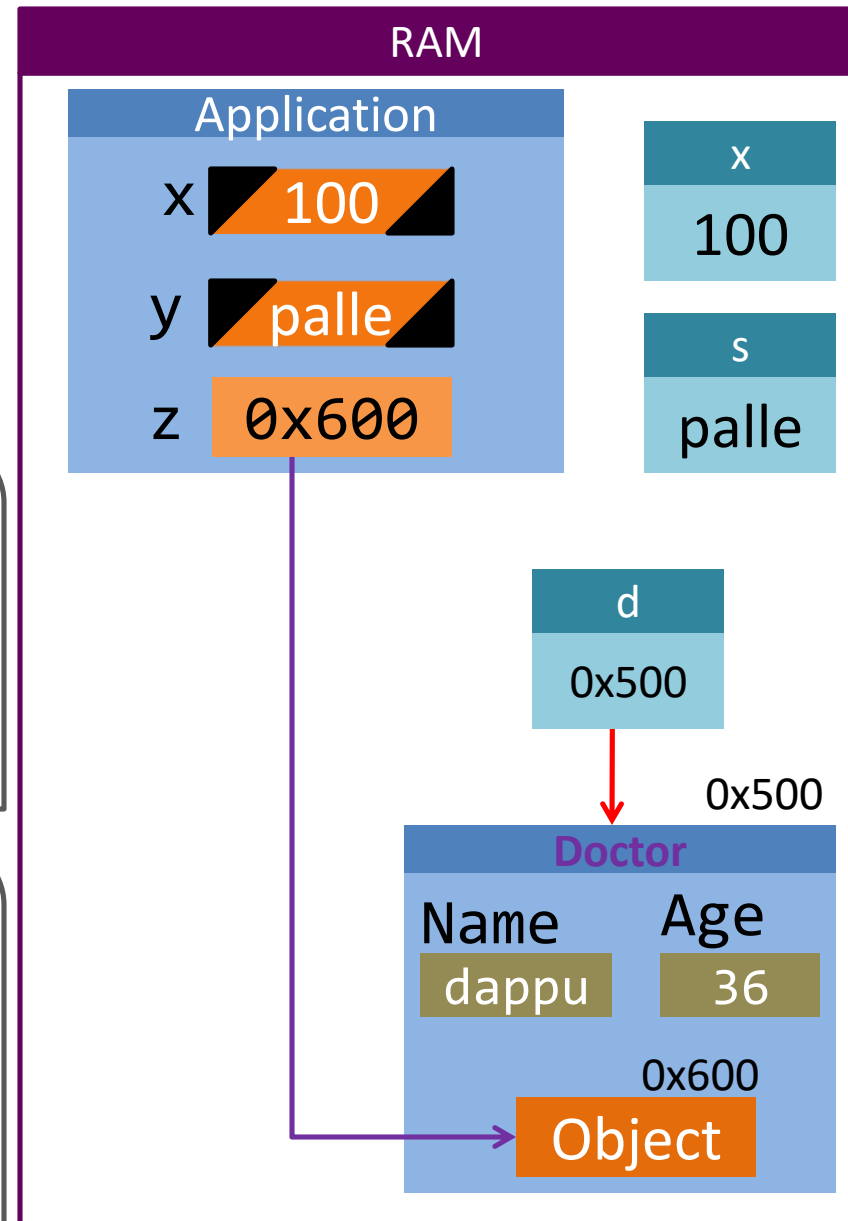 RAM
Application
x 100
y palle
z 0x600
x
100
s
palle
d
0x500
0x500
Doctor
Name Age
dappu 36
0x600
Object